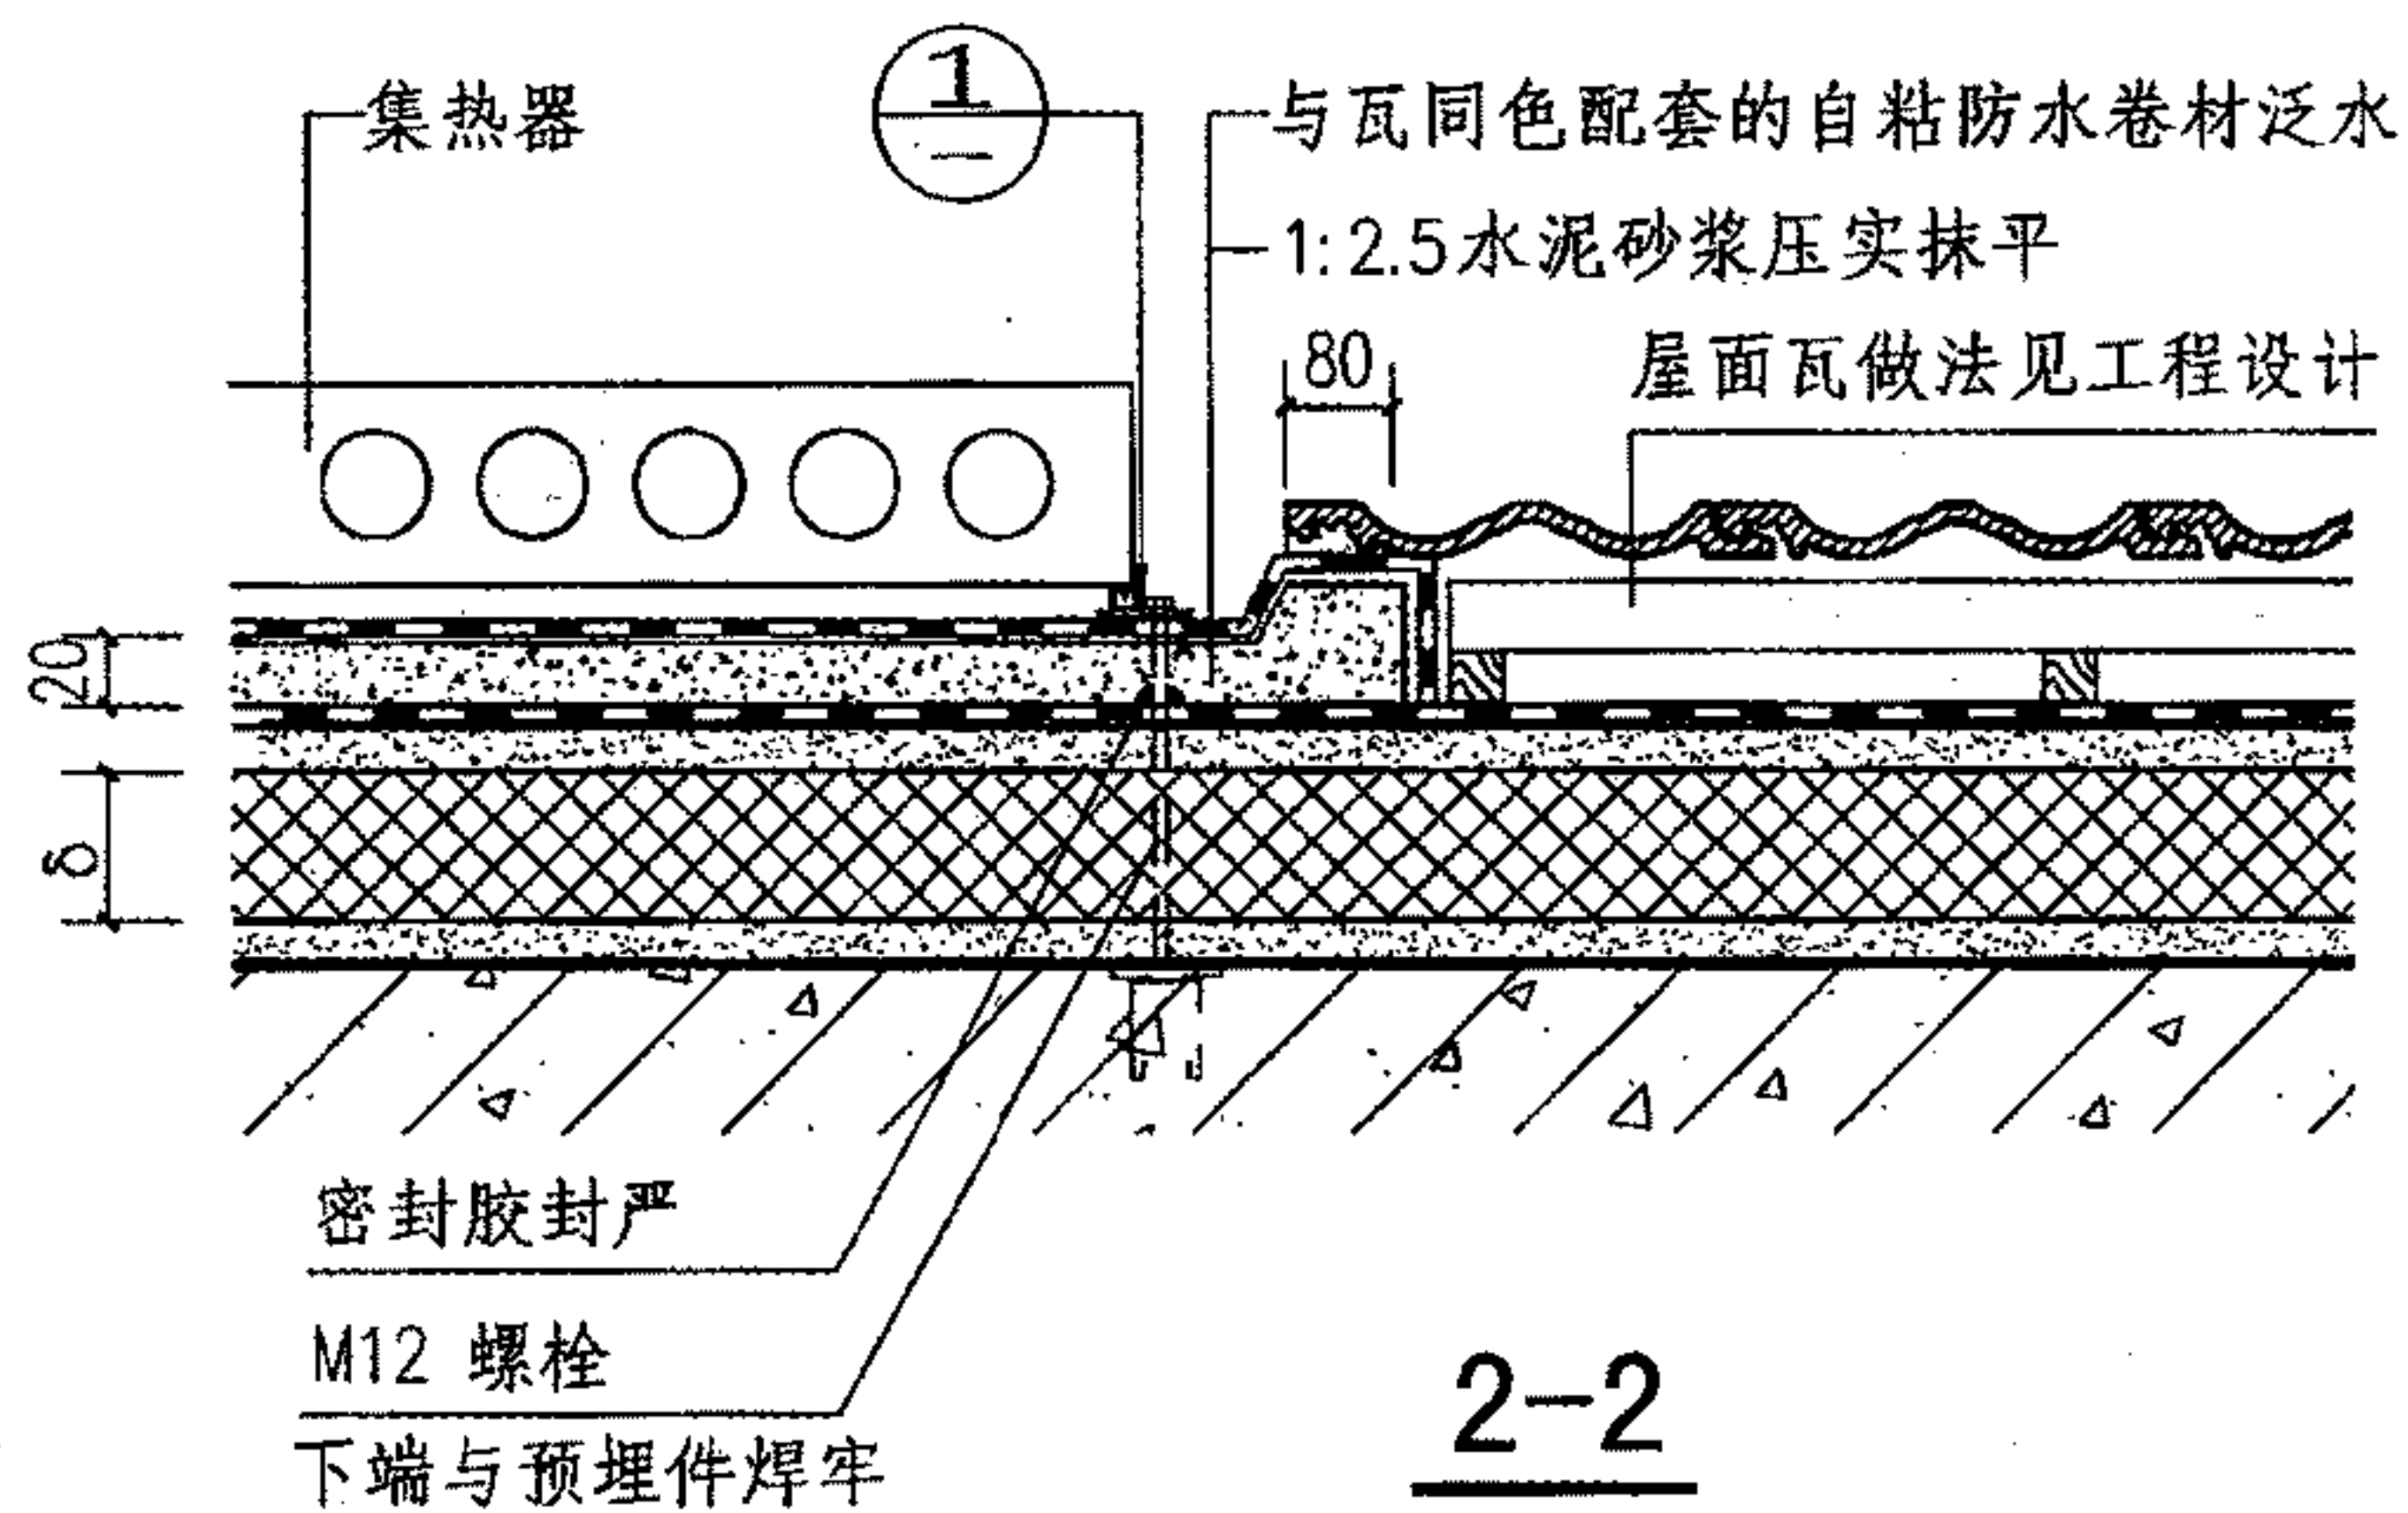 集热器
1
—
与瓦同色配套的自粘防水卷材泛水
1:2.5水泥砂浆压实抹平
80
屋面瓦做法见工程设计
20
δ
密封胶封严
M12 螺栓
下端与预埋件焊牢
2-2